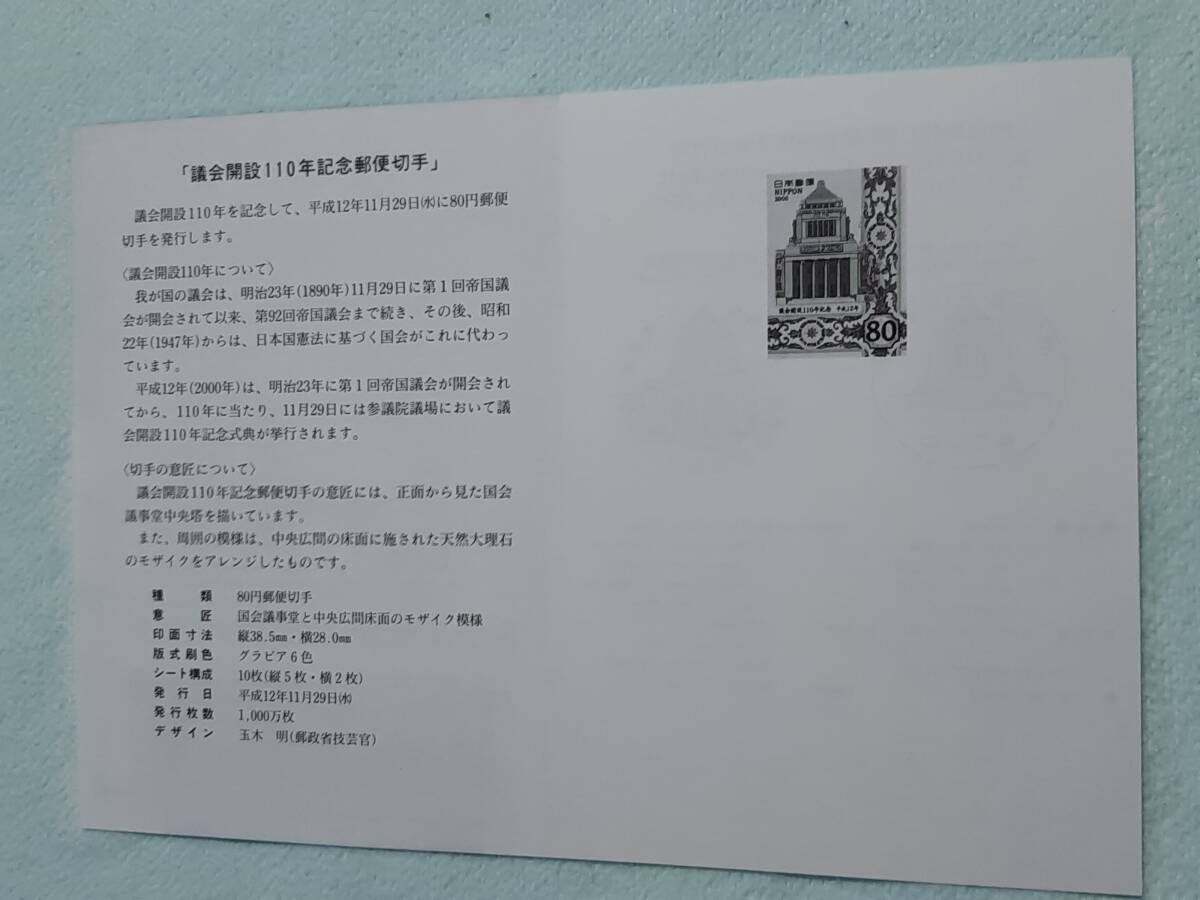 「議会開設110年記念郵便切手」
議会開設110年を記念して、平成12年11月29日㈬に80円郵便
切手を発行します。
〈議会開設110年について〉
我が国の議会は、明治23年(1890年)11月29日に第1回帝国議
会が開会されて以来、第92回帝国議会まで続き、その後、昭和
22年(1947年)からは、日本国憲法に基づく国会がこれに代わっ
ています。
平成12年(2000年)は、明治23年に第1回帝国議会が開会され
てから、110年に当たり、11月29日には参議院議場において議
会開設110年記念式典が挙行されます。
〈切手の意匠について〉
議会開設110年記念郵便切手の意匠には、正面から見た国会
議事堂中央塔を描いています。
また、周囲の模様は、中央広間の床面に施された天然大理石
のモザイクをアレンジしたものです。
種類 80円郵便切手
意匠 国会議事堂と中央広間床面のモザイク模様
印面寸法 縦38.5㎜・横28.0㎜
版式刷色 グラビア6色
シート構成 10枚(縦5枚・横2枚)
発行日 平成12年11月29日㈬
発行枚数 1,000万枚
デザイン 玉木 明(郵政省技芸官)
日本郵便
NIPPON
2000
議会開設110年記念 平成12年
80